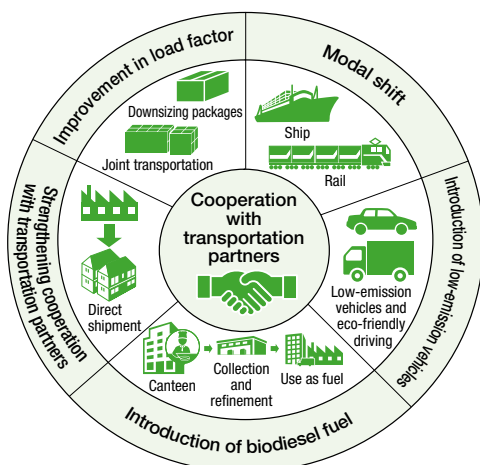 Improvement in load factor
Downsizing packages
Joint transportation
Modal shift
Ship
Rail
Introduction of low-emission vehicles
Low-emission
vehicles and
eco-friendly
driving
Introduction of biodiesel fuel
Canteen
Collection
and
refinement
Use as fuel
Strengthening cooperation
with transportation partners
Direct
shipment
Cooperation
with
transportation
partners